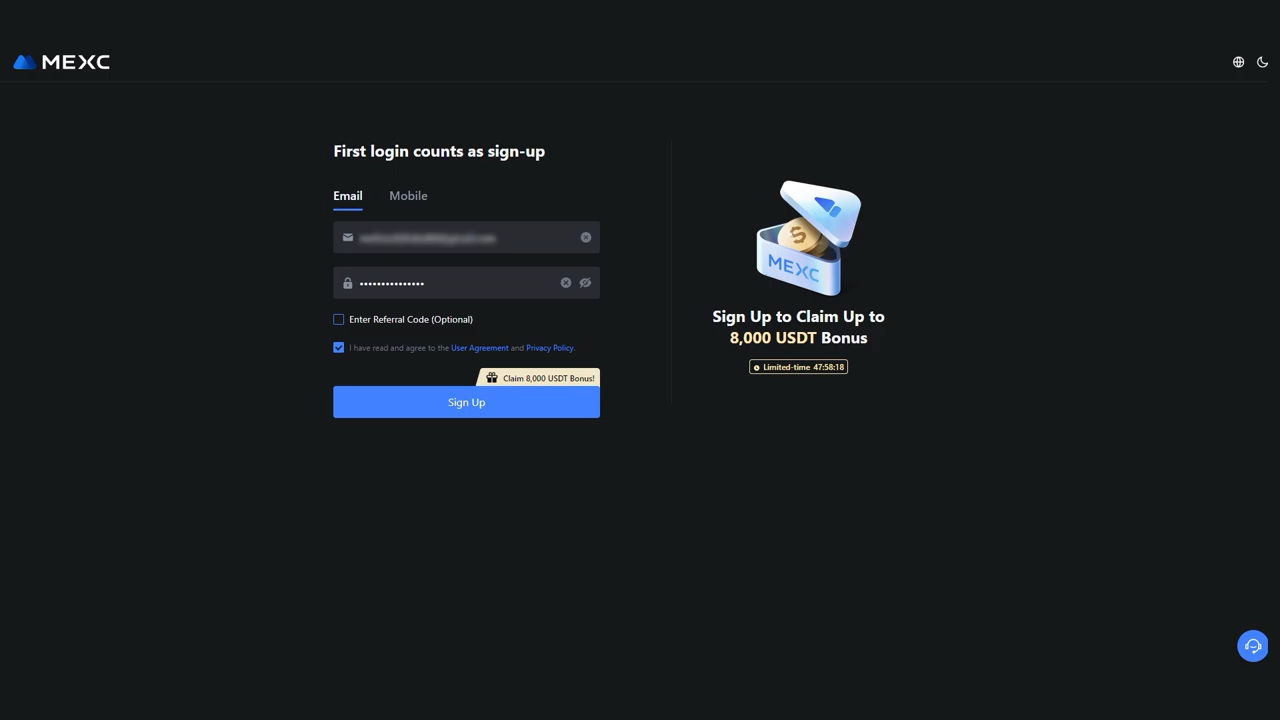 MEXC
First login counts as sign-up
Email Mobile
•••••••••••••••
Enter Referral Code (Optional)
I have read and agree to the User Agreement and Privacy Policy.
Claim 8,000 USDT Bonus!
Sign Up
MEXC
Sign Up to Claim Up to
8,000 USDT Bonus
Limited-time 47:58:18